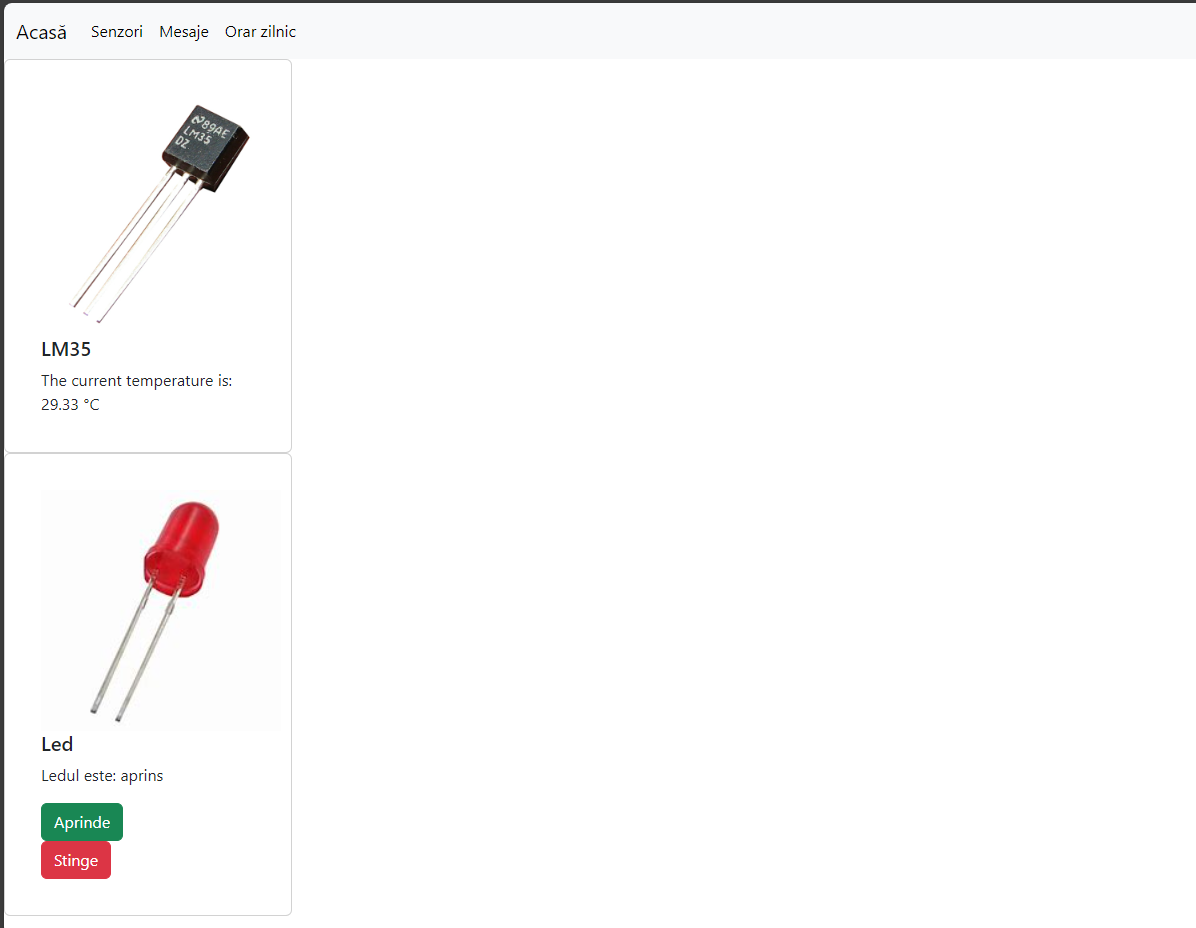 Acasă Senzori Mesaje Orar zilnic
89AE
LM35
DZ
LM35
The current temperature is:
29.33 °C
Led
Ledul este: aprins
Aprinde
Stinge